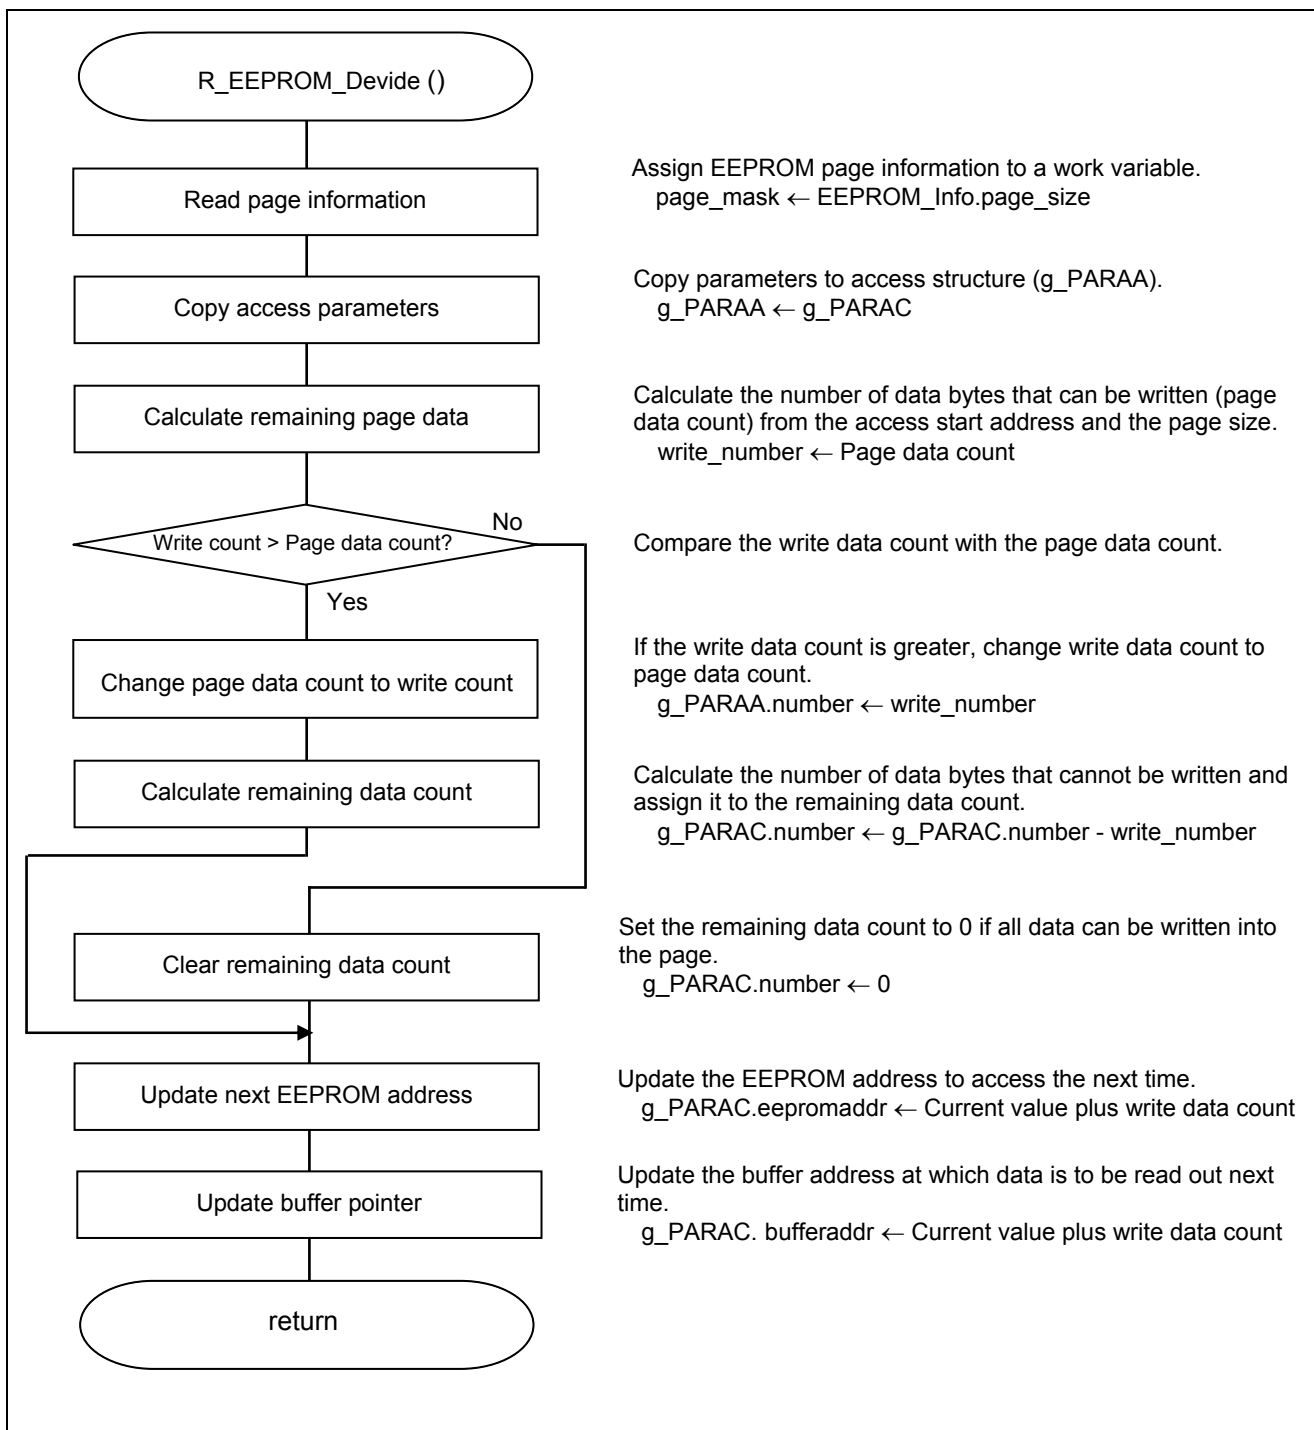 R_EEPROM_Devide ()
Read page information
Assign EEPROM page information to a work variable.
page_mask ← EEPROM_Info.page_size
Copy access parameters
Copy parameters to access structure (g_PARAA).
g_PARAA ← g_PARAC
Calculate remaining page data
Calculate the number of data bytes that can be written (page
data count) from the access start address and the page size.
write_number ← Page data count
Write count > Page data count?
No
Yes
Compare the write data count with the page data count.
Change page data count to write count
If the write data count is greater, change write data count to
page data count.
g_PARAA.number ← write_number
Calculate remaining data count
Calculate the number of data bytes that cannot be written and
assign it to the remaining data count.
g_PARAC.number ← g_PARAC.number - write_number
Clear remaining data count
Set the remaining data count to 0 if all data can be written into
the page.
g_PARAC.number ← 0
Update next EEPROM address
Update the EEPROM address to access the next time.
g_PARAC.eepromaddr ← Current value plus write data count
Update buffer pointer
Update the buffer address at which data is to be read out next
time.
g_PARAC. bufferaddr ← Current value plus write data count
return